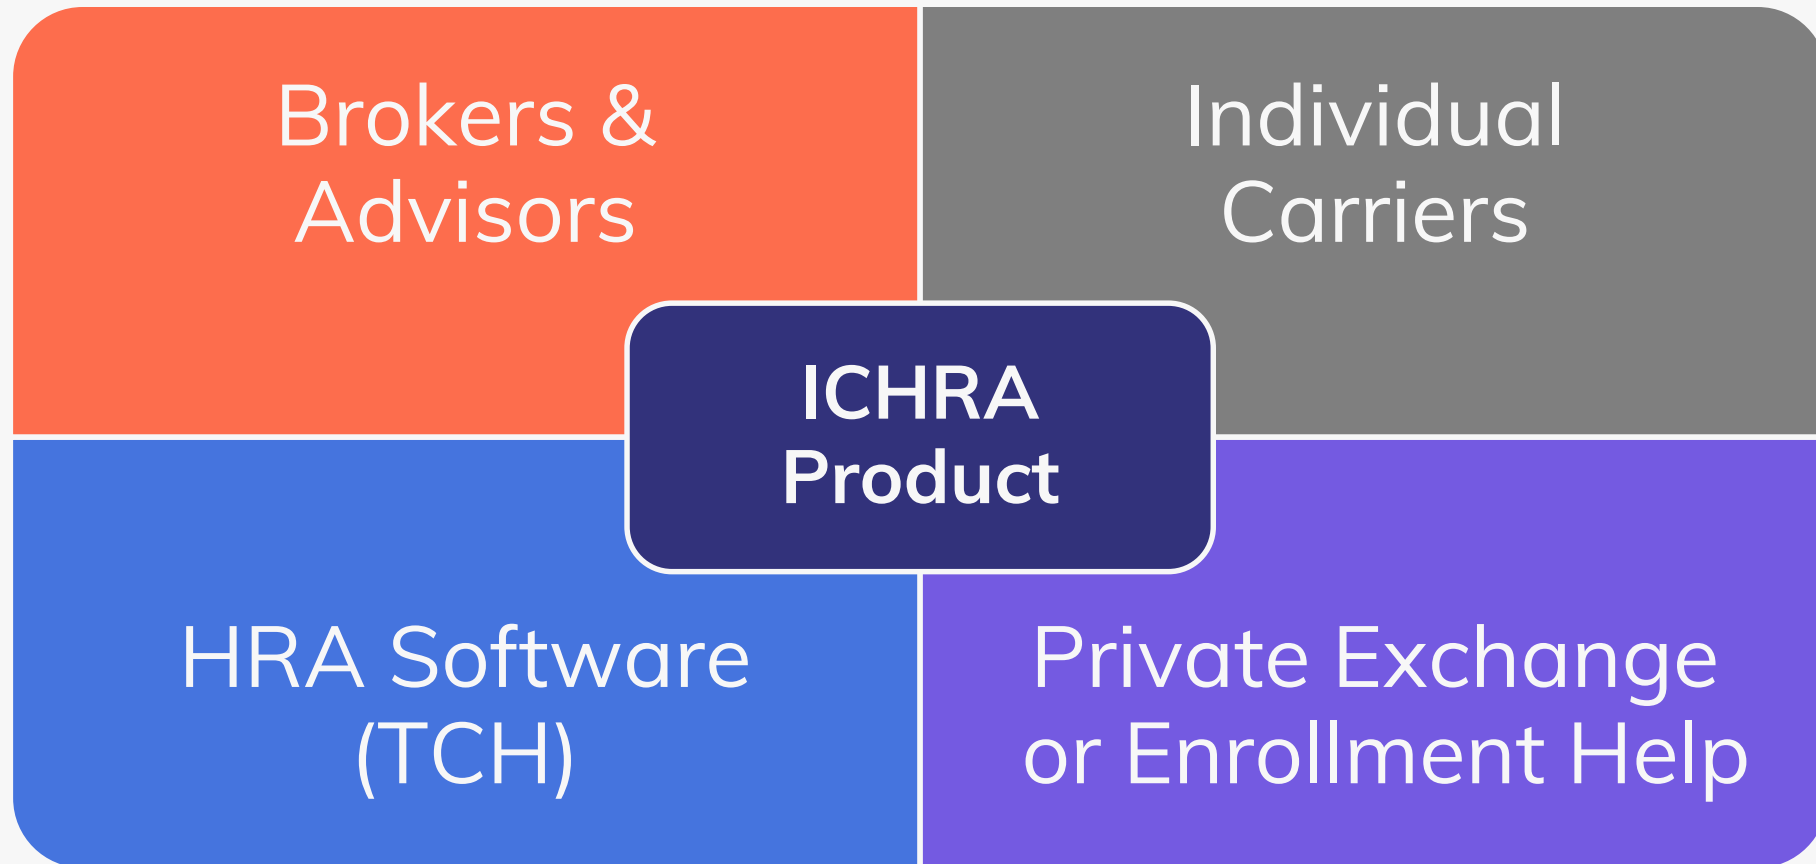 Brokers &
Advisors
Individual
Carriers
ICHRA
Product
HRA Software
(TCH)
Private Exchange
or Enrollment Help